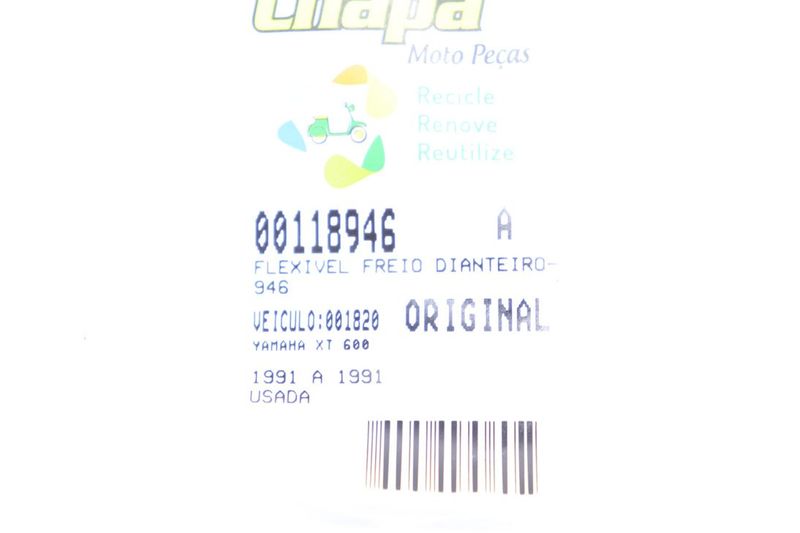 Chapa
Moto Peças
Recicle
Renove
Reutilize
00118946 A
FLEXIVEL FREIO DIANTEIRO-
946
VEICULO:001820 ORIGINAL
YAMAHA XT 600
1991 A 1991
USADA